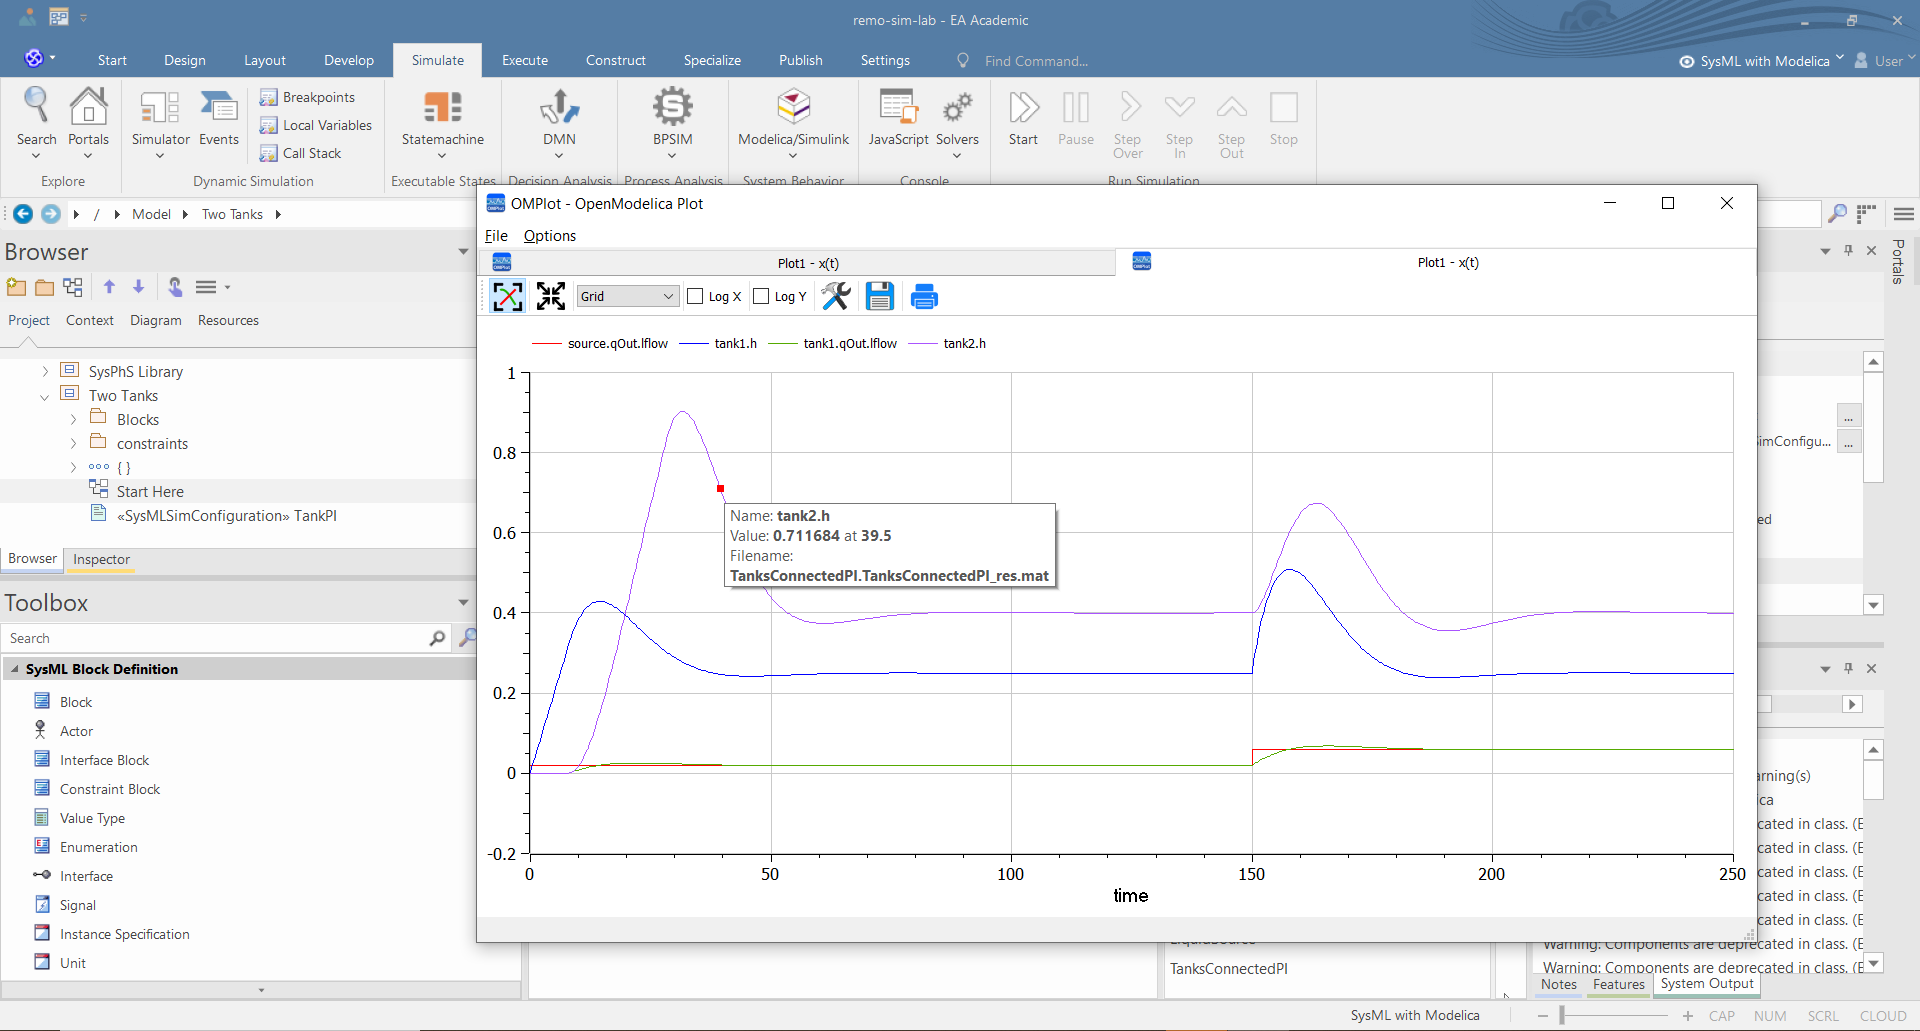 remo-sim-lab - EA Academic
Start Design Layout Develop Simulate Execute Construct Specialize Publish Settings Find Command... SysML with Modelica User
Search Portals Simulator Events Breakpoints Local Variables Call Stack Statemachine DMN BPSIM Modelica/Simulink JavaScript Solvers Start Pause Step Over Step In Step Out Stop
Explore Dynamic Simulation Executable States Decision Analysis Process Analysis System Behavior Console Run Simulation
/ Model Two Tanks
Browser
Project Context Diagram Resources
SysPhS Library
Two Tanks
Blocks
constraints
{ }
Start Here
«SysMLSimConfiguration» TankPI
Browser Inspector
Toolbox
Search
SysML Block Definition
Block
Actor
Interface Block
Constraint Block
Value Type
Enumeration
Interface
Signal
Instance Specification
Unit
OMPlot - OpenModelica Plot
File Options
Plot1 - x(t) Plot1 - x(t)
Grid Log X Log Y
source.qOut.lflow tank1.h tank1.qOut.lflow tank2.h
1
0.8
0.6
0.4
0.2
0
-0.2
0 50 100 150 200 250
time
Name: tank2.h
Value: 0.711684 at 39.5
Filename:
TanksConnectedPI.TanksConnectedPI_res.mat
Portals
...
imConfigu... ...
ed
arning(s)
ca
cated in class. (E
cated in class. (E
cated in class. (E
cated in class. (E
cated in class. (E
Warning: Components are deprecated in class. (E
Warning: Components are deprecated in class. (E
LiquidSource
TanksConnectedPI
Notes Features System Output
SysML with Modelica CAP NUM SCRL CLOUD